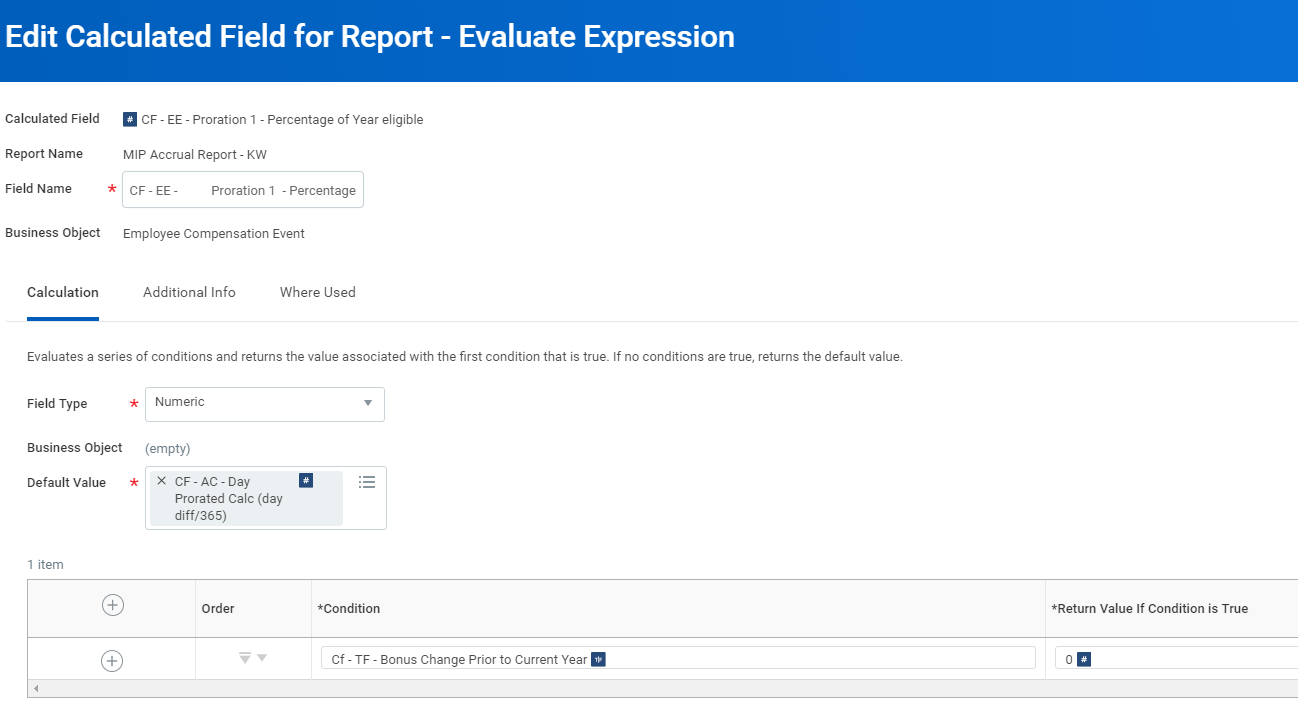 Edit Calculated Field for Report - Evaluate Expression
Calculated Field # CF - EE - Proration 1 - Percentage of Year eligible
Report Name MIP Accrual Report - KW
Field Name * CF - EE - Proration 1 - Percentage
Business Object Employee Compensation Event
Calculation Additional Info Where Used
Evaluates a series of conditions and returns the value associated with the first condition that is true. If no conditions are true, returns the default value.
Field Type * Numeric
Business Object (empty)
Default Value * × CF - AC - Day #
Prorated Calc (day
diff/365)
1 item
Order *Condition *Return Value If Condition is True
Cf - TF - Bonus Change Prior to Current Year 0 #